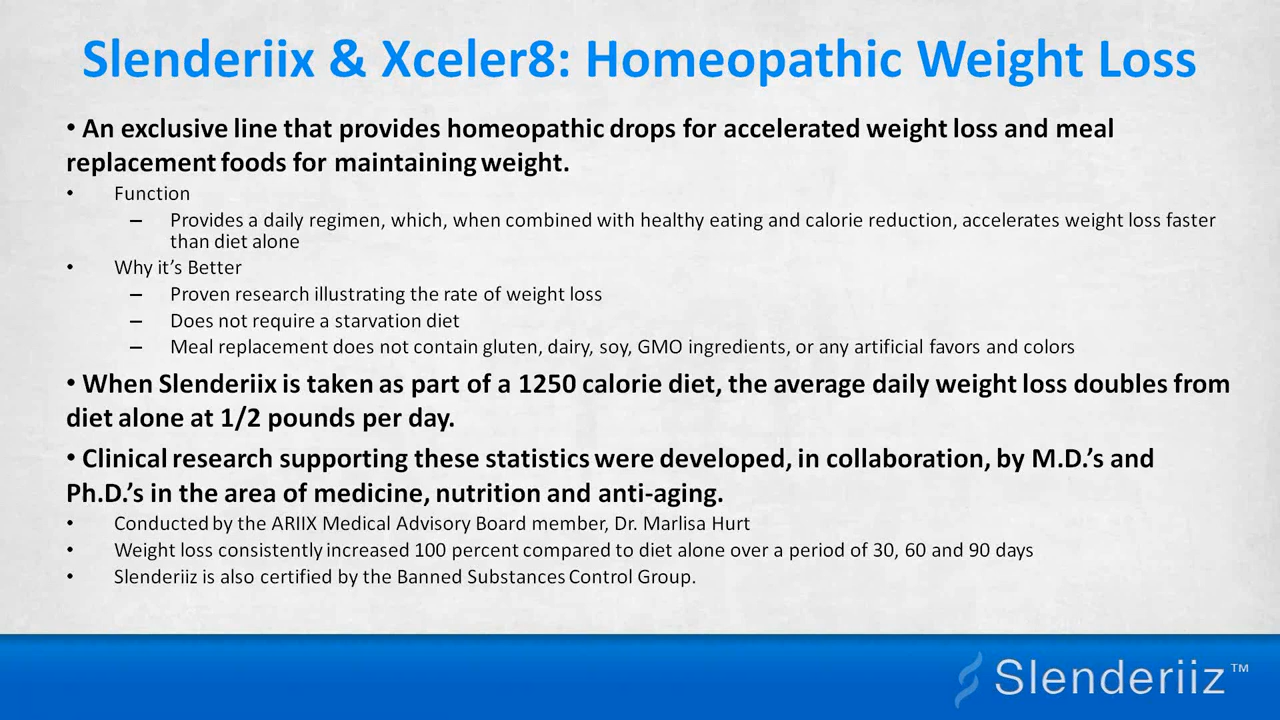 Slenderiix & Xceler8: Homeopathic Weight Loss
• An exclusive line that provides homeopathic drops for accelerated weight loss and meal
replacement foods for maintaining weight.
• Function
– Provides a daily regimen, which, when combined with healthy eating and calorie reduction, accelerates weight loss faster
than diet alone
• Why it's Better
– Proven research illustrating the rate of weight loss
– Does not require a starvation diet
– Meal replacement does not contain gluten, dairy, soy, GMO ingredients, or any artificial favors and colors
• When Slenderiix is taken as part of a 1250 calorie diet, the average daily weight loss doubles from
diet alone at 1/2 pounds per day.
• Clinical research supporting these statistics were developed, in collaboration, by M.D.'s and
Ph.D.'s in the area of medicine, nutrition and anti-aging.
• Conducted by the ARIIX Medical Advisory Board member, Dr. Marlisa Hurt
• Weight loss consistently increased 100 percent compared to diet alone over a period of 30, 60 and 90 days
• Slenderiiz is also certified by the Banned Substances Control Group.
Slenderiiz™